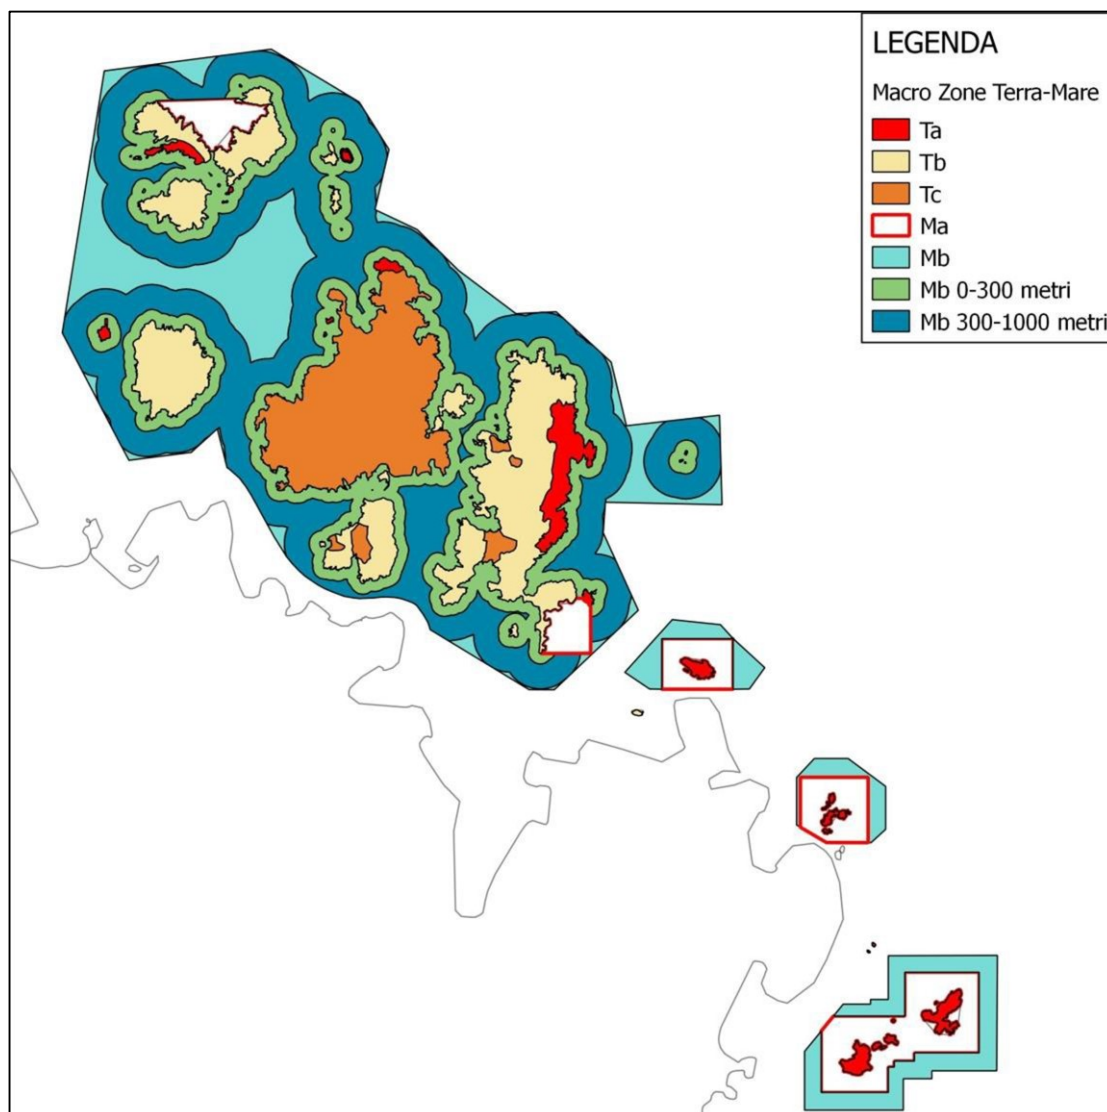 LEGENDA
Macro Zone Terra-Mare
Ta
Tb
Tc
Ma
Mb
Mb 0-300 metri
Mb 300-1000 metri